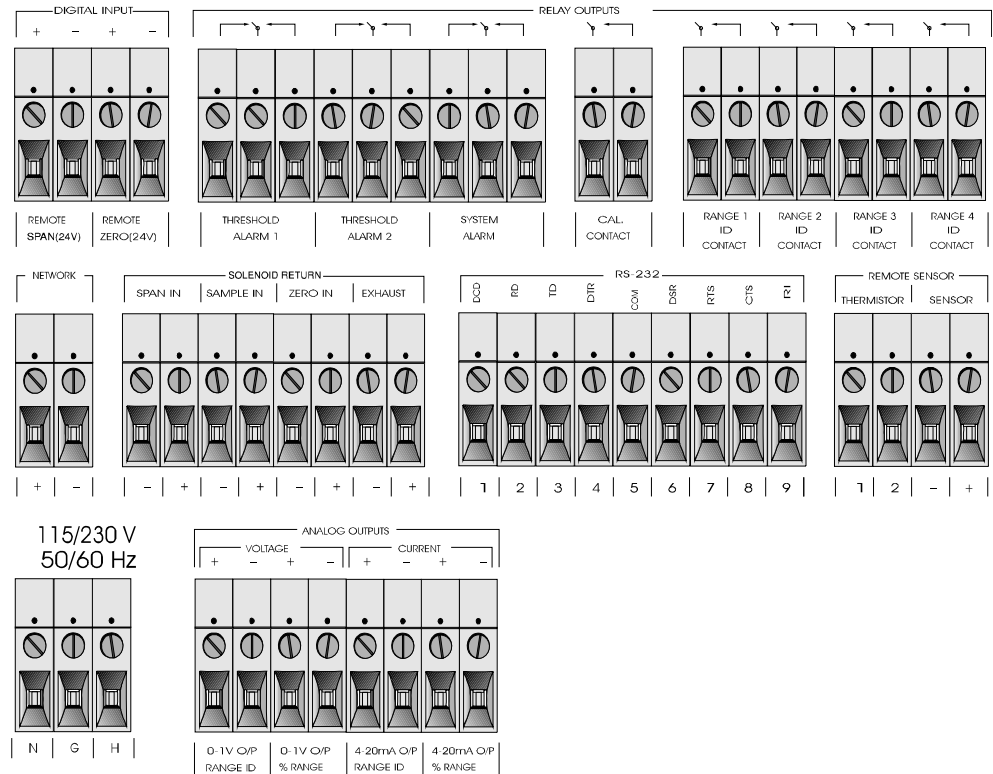 DIGITAL INPUT
+ − + −
RELAY OUTPUTS
REMOTE SPAN(24V)
REMOTE ZERO(24V)
THRESHOLD ALARM 1
THRESHOLD ALARM 2
SYSTEM ALARM
CAL. CONTACT
RANGE 1 ID CONTACT
RANGE 2 ID CONTACT
RANGE 3 ID CONTACT
RANGE 4 ID CONTACT
NETWORK
+ −
SOLENOID RETURN
SPAN IN SAMPLE IN ZERO IN EXHAUST
− + − + − + − +
RS-232
DCD RD TD DTR COM DSR RTS CTS RI
1 2 3 4 5 6 7 8 9
REMOTE SENSOR
THERMISTOR SENSOR
1 2 − +
115/230 V
50/60 Hz
N G H
ANALOG OUTPUTS
VOLTAGE CURRENT
+ − + − + − + −
0-1V O/P RANGE ID
0-1V O/P % RANGE
4-20mA O/P RANGE ID
4-20mA O/P % RANGE